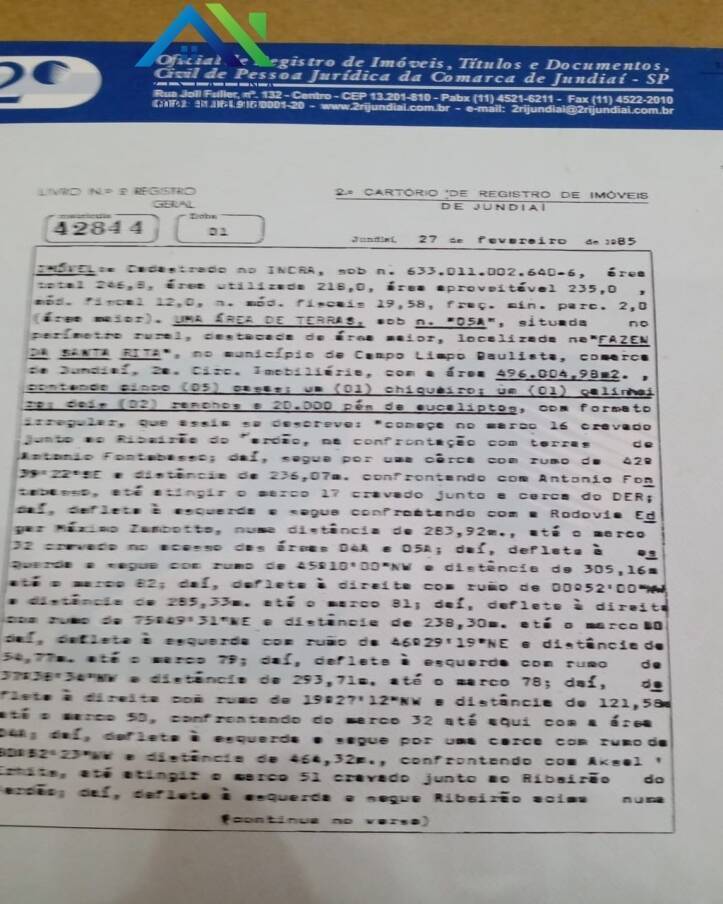 2º
Oficial de Registro de Imóveis, Títulos e Documentos,
Civil de Pessoa Jurídica da Comarca de Jundiaí - SP
Rua Joll Fuller, nº. 132 - Centro - CEP 13.201-810 - Pabx (11) 4521-6211 - Fax (11) 4522-2010
0001-20 - www.2rijundiai.com.br - e-mail: 2rijundiai@2rijundiai.com.br
LIVRO N.º 2 REGISTRO
GERAL
2.º CARTÓRIO DE REGISTRO DE IMÓVEIS
DE JUNDIAÍ
matrícula
ficha
42844
01
Jundiaí, 27 de fevereiro de 1985
IMÓVEL:= Cadastrado no INCRA, sob n. 633.011.002.640-6, área
total 246,8, área utilizada 218,0, área aproveitável 235,0 ,
mód. fiscal 12,0, n. mód. fiscais 19,58, fraç. mín. parc. 2,0
(área maior). UMA ÁREA DE TERRAS, sob n. "05A", situada no
perímetro rural, destacada de área maior, localizada na "FAZEN
DA SANTA RITA", no município de Campo Limpo Paulista, comarca
de Jundiaí, 2a. Circ. Imobiliária, com a área 496.004,98m2. ,
contendo cinco (05) casas; um (01) chiqueiro; um (01) galinhei
ro; dois (02) ranchos e 20.000 pés de eucaliptos, com formato
irregular, que assim se descreve: "começa no marco 16 cravado
junto ao Ribeirão do na confrontação com terras de
Antonio Fontebasso; daí, segue por uma cêrca com rumo de 42º
39'22"SE e distância de 236,07m. confrontando com Antonio Fon
tebasso, até atingir o marco 17 cravado junto a cerca do DER;
daí, deflete à esquerda e segue confrontando com a Rodovia Ed
gar Máximo Zambotto, numa distância de 283,92m., até o marco
32 cravado no acesso das áreas 04A e 05A; daí, deflete à es
querda e segue com rumo de 45º10'00"NW e distância de 305,16m
até o marco 82; daí, deflete à direita com rumo de 00º52'00"NW
e distância de 285,33m. até o marco 81; daí, deflete à direita
com rumo de 75º49'31"NE e distância de 238,30m. até o marco 80
daí, deflete à esquerda com rumo de 46º29'19"NE e distância de
54,77m. até o marco 79; daí, deflete à esquerda com rumo de
37º38'34"NW e distância de 293,71m. até o marco 78; daí, de
flete à direita com rumo de 19º27'12"NW e distância de 121,58m
até o marco 50, confrontando do marco 32 até aqui com a área
04A; daí, deflete à esquerda e segue por uma cerca com rumo de
80º52'23"NW e distância de 464,32m., confrontando com Aksel
até atingir o marco 51 cravado junto ao Ribeirão do
daí, deflete à esquerda e segue Ribeirão acima numa
(continua no verso)